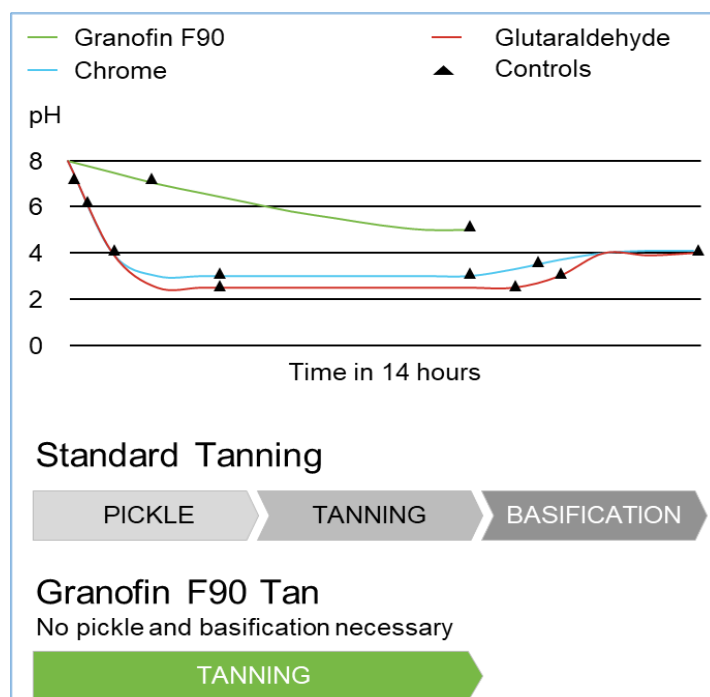 Granofin F90
Glutaraldehyde
Chrome
Controls
pH
8
6
4
2
0
Time in 14 hours
Standard Tanning
PICKLE TANNING BASIFICATION
Granofin F90 Tan
No pickle and basification necessary
TANNING